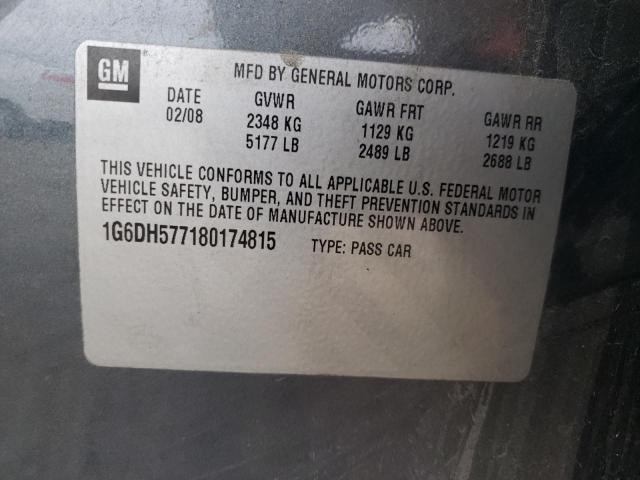 GM
MFD BY GENERAL MOTORS CORP.
DATE GVWR GAWR FRT GAWR RR
02/08 2348 KG 1129 KG 1219 KG
5177 LB 2489 LB 2688 LB
THIS VEHICLE CONFORMS TO ALL APPLICABLE U.S. FEDERAL MOTOR
VEHICLE SAFETY, BUMPER, AND THEFT PREVENTION STANDARDS IN
EFFECT ON THE DATE OF MANUFACTURE SHOWN ABOVE.
1G6DH577180174815 TYPE: PASS CAR